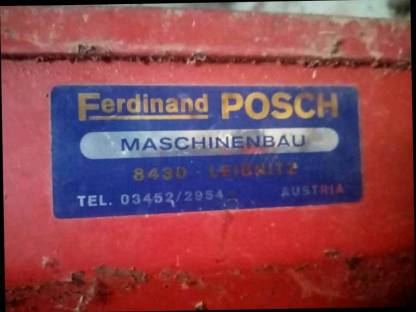 Ferdinand POSCH
MASCHINENBAU
8430 - LEIBNITZ
TEL. 03452/2954 AUSTRIA